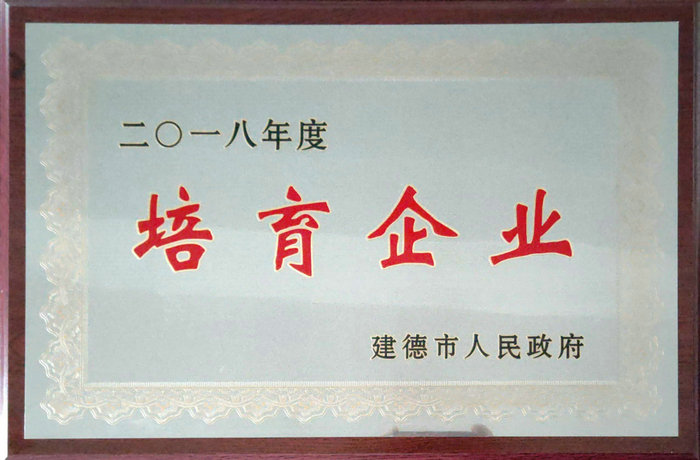 二〇一八年度
培育企业
建德市人民政府